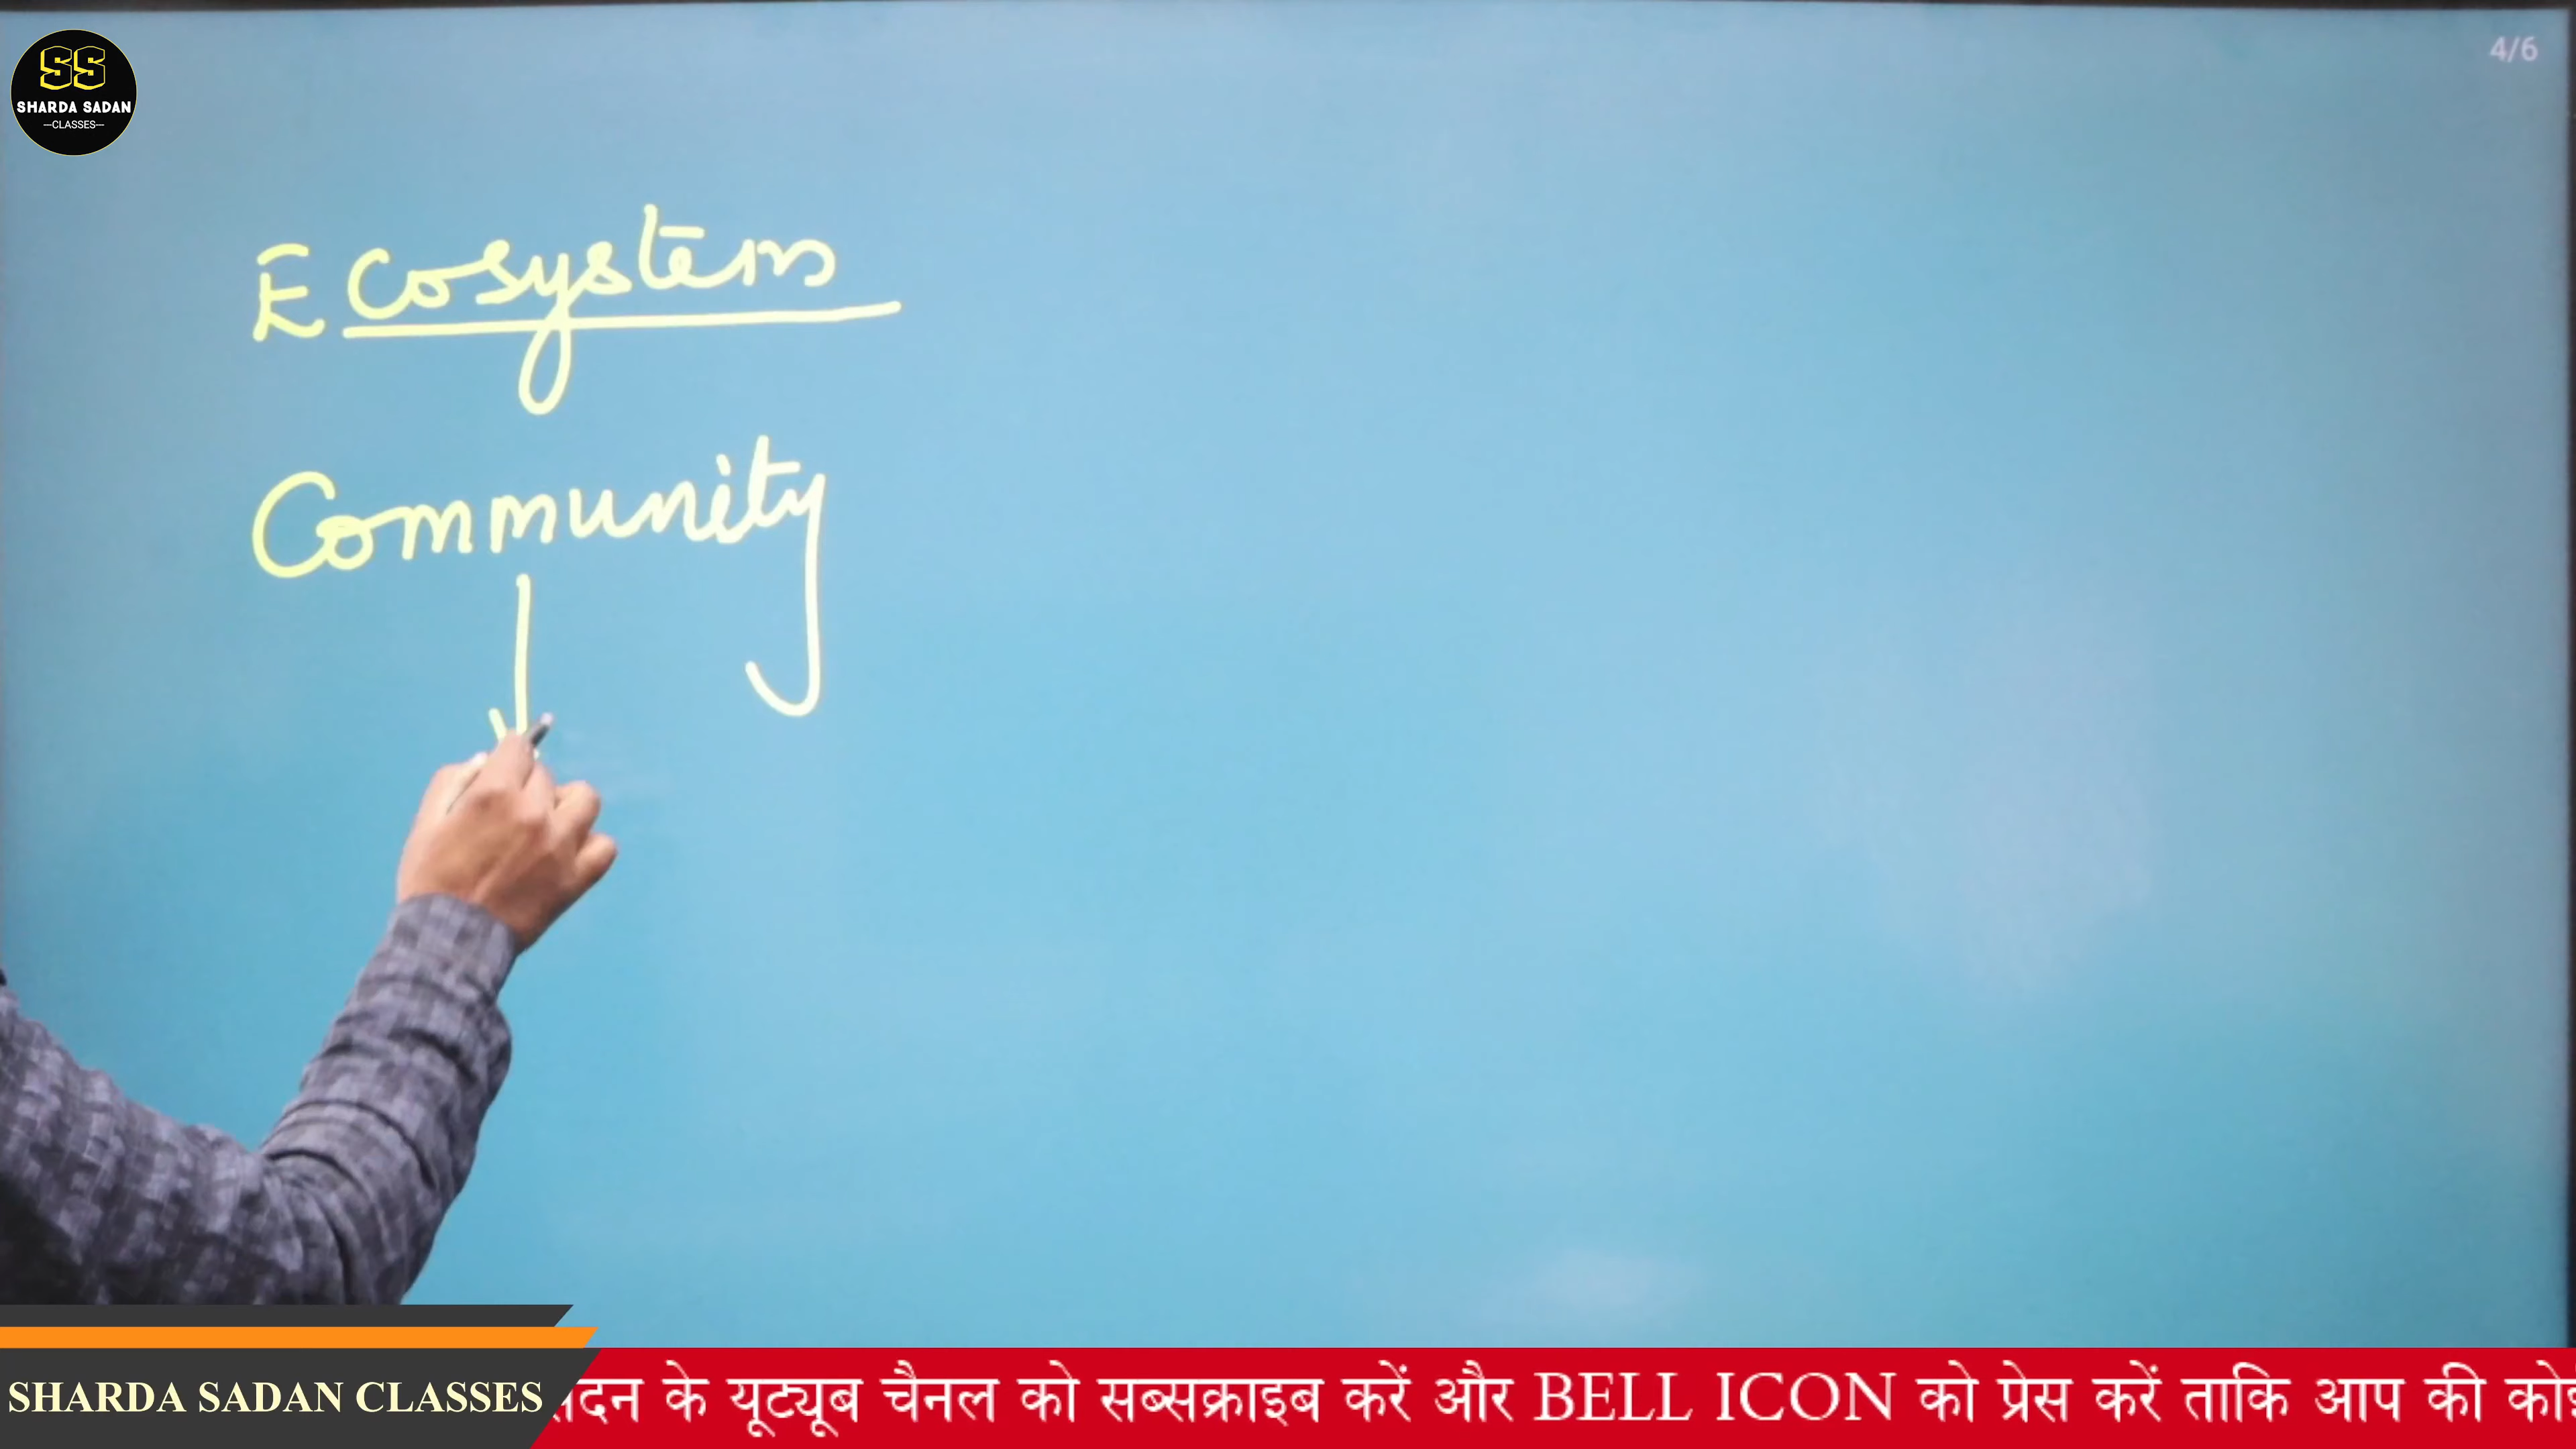 SS
SHARDA SADAN
—CLASSES—
4/6
Ecosystem
Community
SHARDA SADAN CLASSES
सदन के यूट्यूब चैनल को सब्सक्राइब करें और BELL ICON को प्रेस करें ताकि आप की